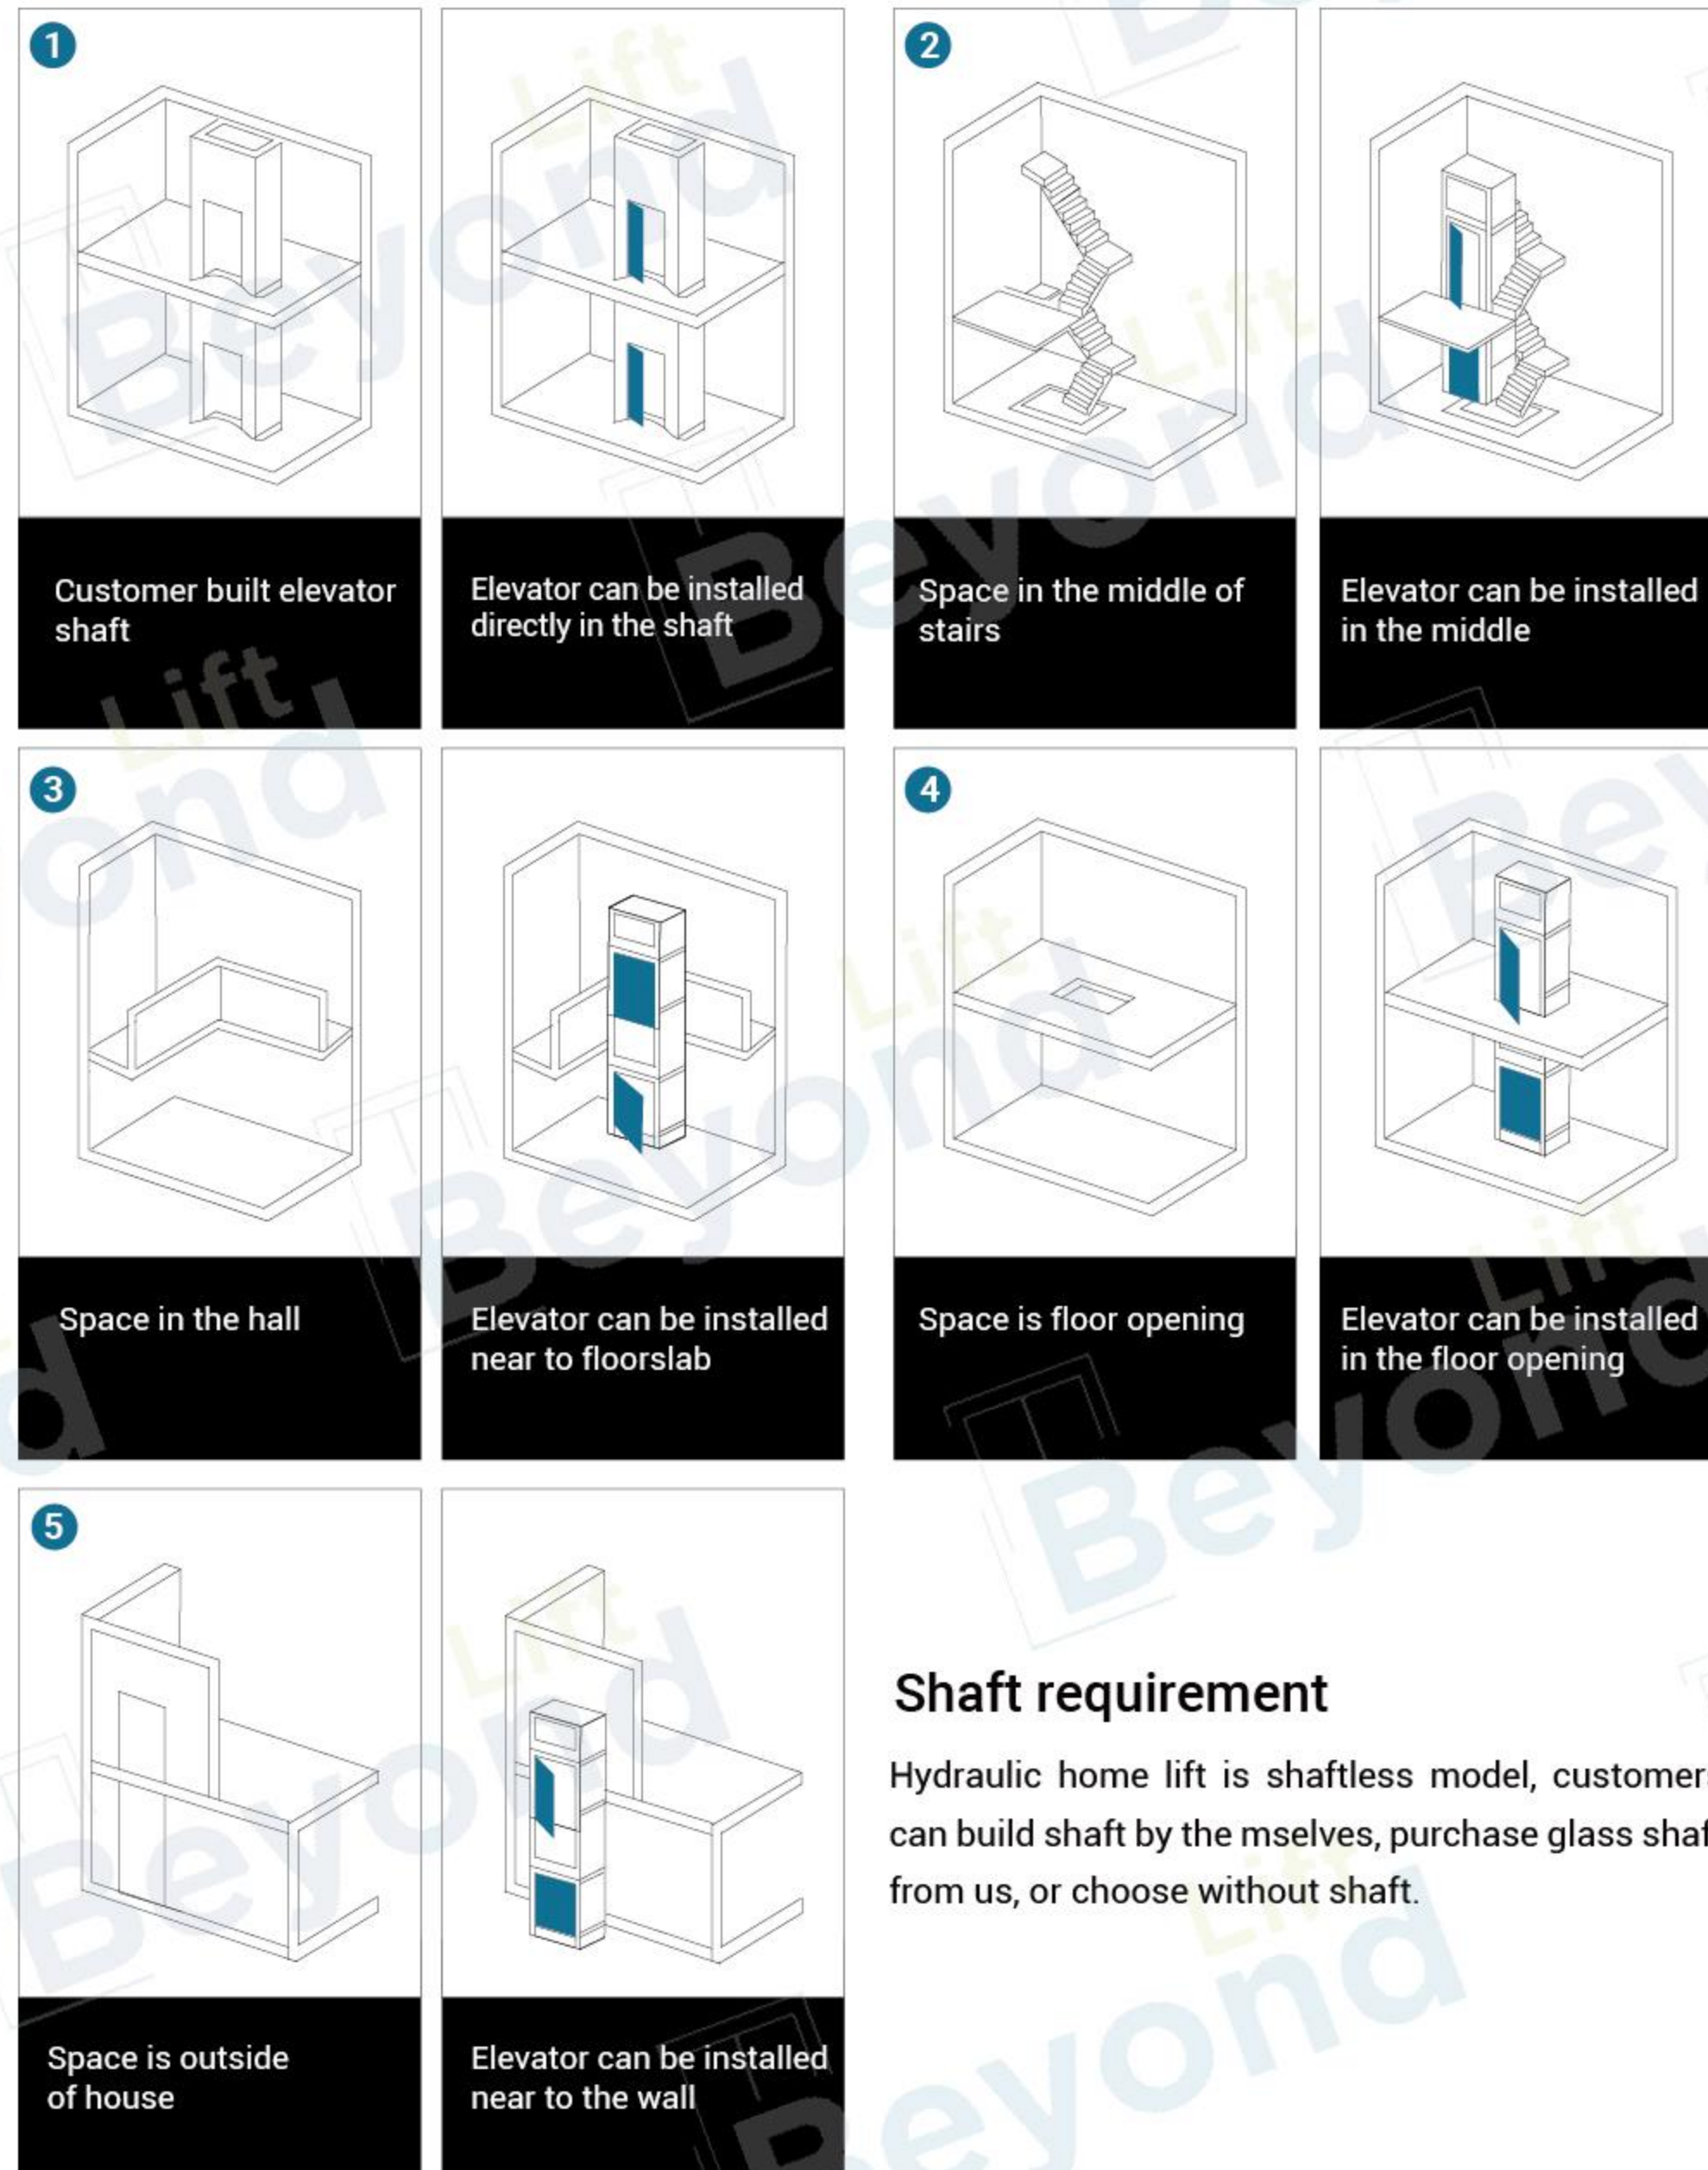 1
Customer built elevator
shaft
Elevator can be installed
directly in the shaft
2
Space in the middle of
stairs
Elevator can be installed
in the middle
3
Space in the hall
Elevator can be installed
near to floorslab
4
Space is floor opening
Elevator can be installed
in the floor opening
5
Space is outside
of house
Elevator can be installed
near to the wall
Shaft requirement
Hydraulic home lift is shaftless model, customers
can build shaft by the mselves, purchase glass shaf
from us, or choose without shaft.
Lift
Beyond